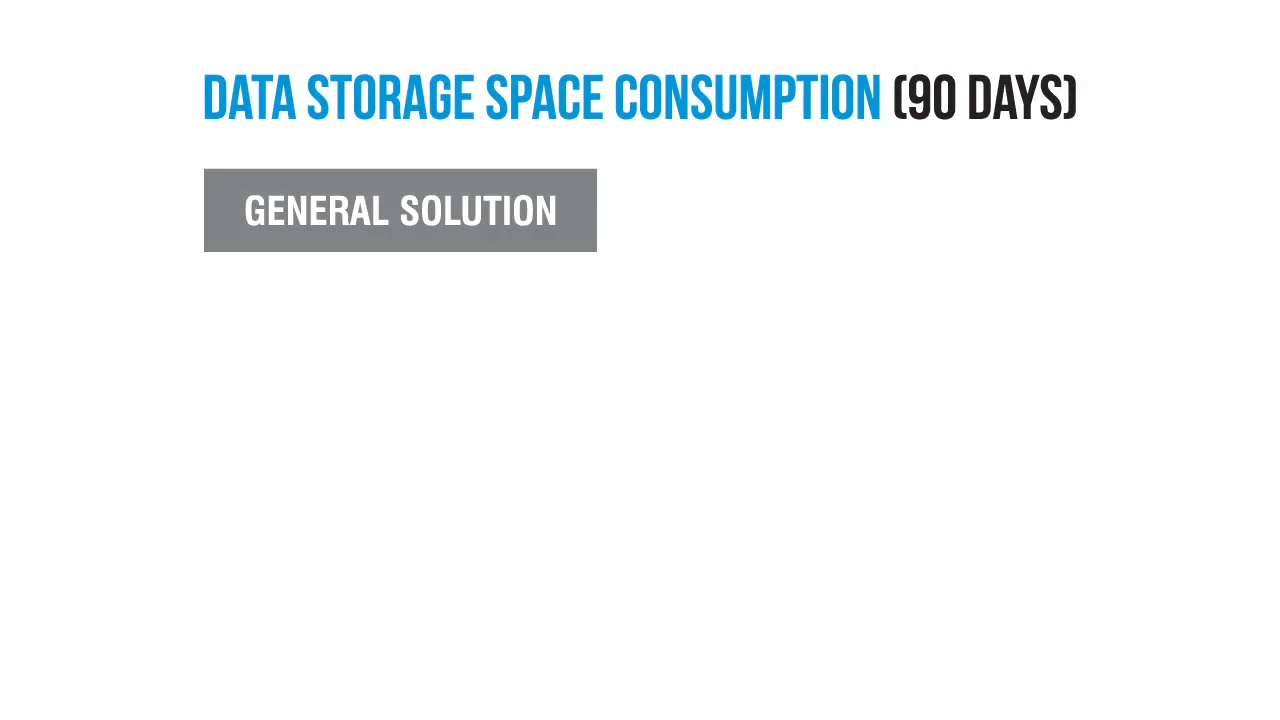 DATA STORAGE SPACE CONSUMPTION (90 DAYS)
GENERAL SOLUTION